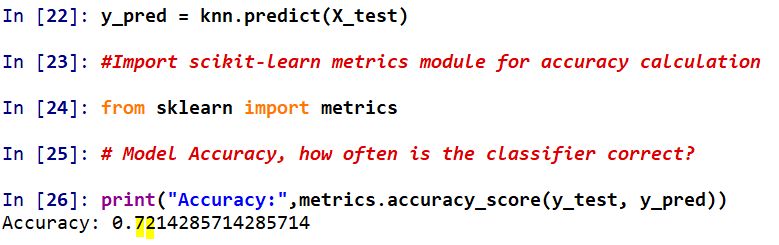 In [22]: y_pred = knn.predict(X_test)
In [23]: #Import scikit-learn metrics module for accuracy calculation
In [24]: from sklearn import metrics
In [25]: # Model Accuracy, how often is the classifier correct?
In [26]: print("Accuracy:",metrics.accuracy_score(y_test, y_pred))
Accuracy: 0.7214285714285714